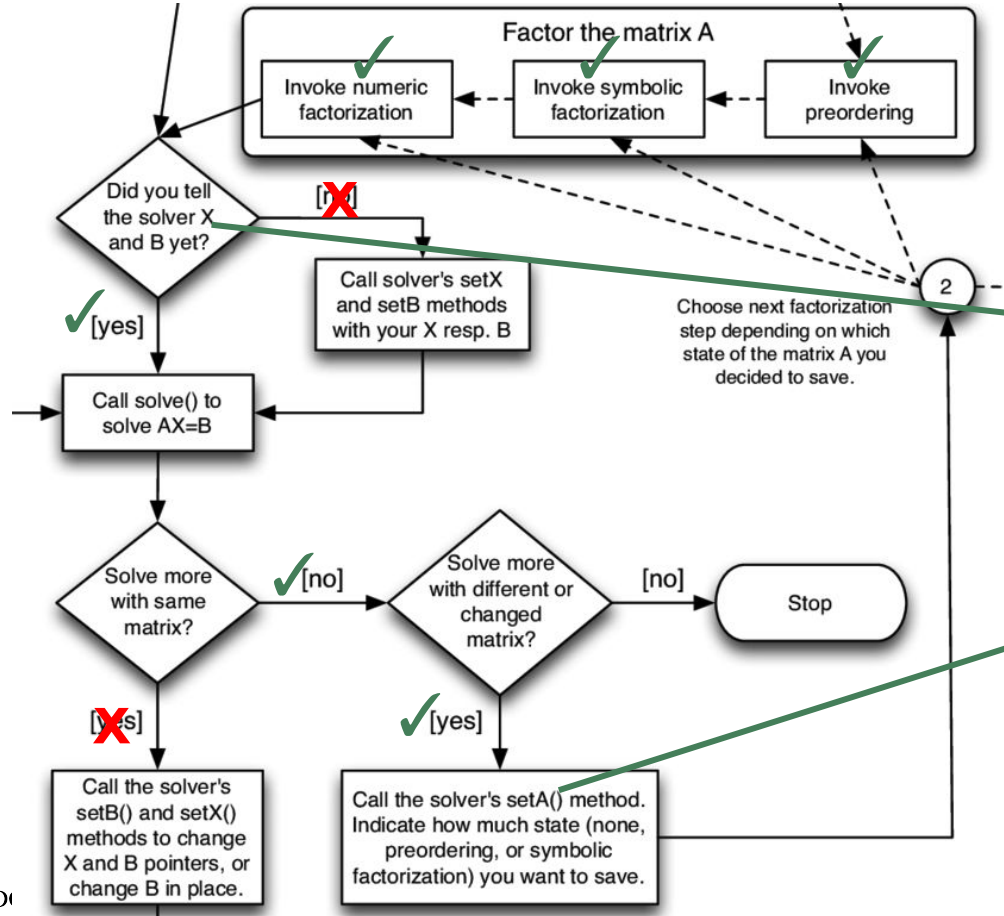 Factor the matrix A
Invoke numeric
factorization
Invoke symbolic
factorization
Invoke
preordering
Did you tell
the solver X
and B yet?
[no]
X
Call solver's setX
and setB methods
with your X resp. B
2
Choose next factorization
step depending on which
state of the matrix A you
decided to save.
[yes]
Call solve() to
solve AX=B
Solve more
with same
matrix?
[no]
Solve more
with different or
changed
matrix?
[no]
Stop
[yes]
X
[yes]
Call the solver's
setB() and setX()
methods to change
X and B pointers, or
change B in place.
Call the solver's setA() method.
Indicate how much state (none,
preordering, or symbolic
factorization) you want to save.